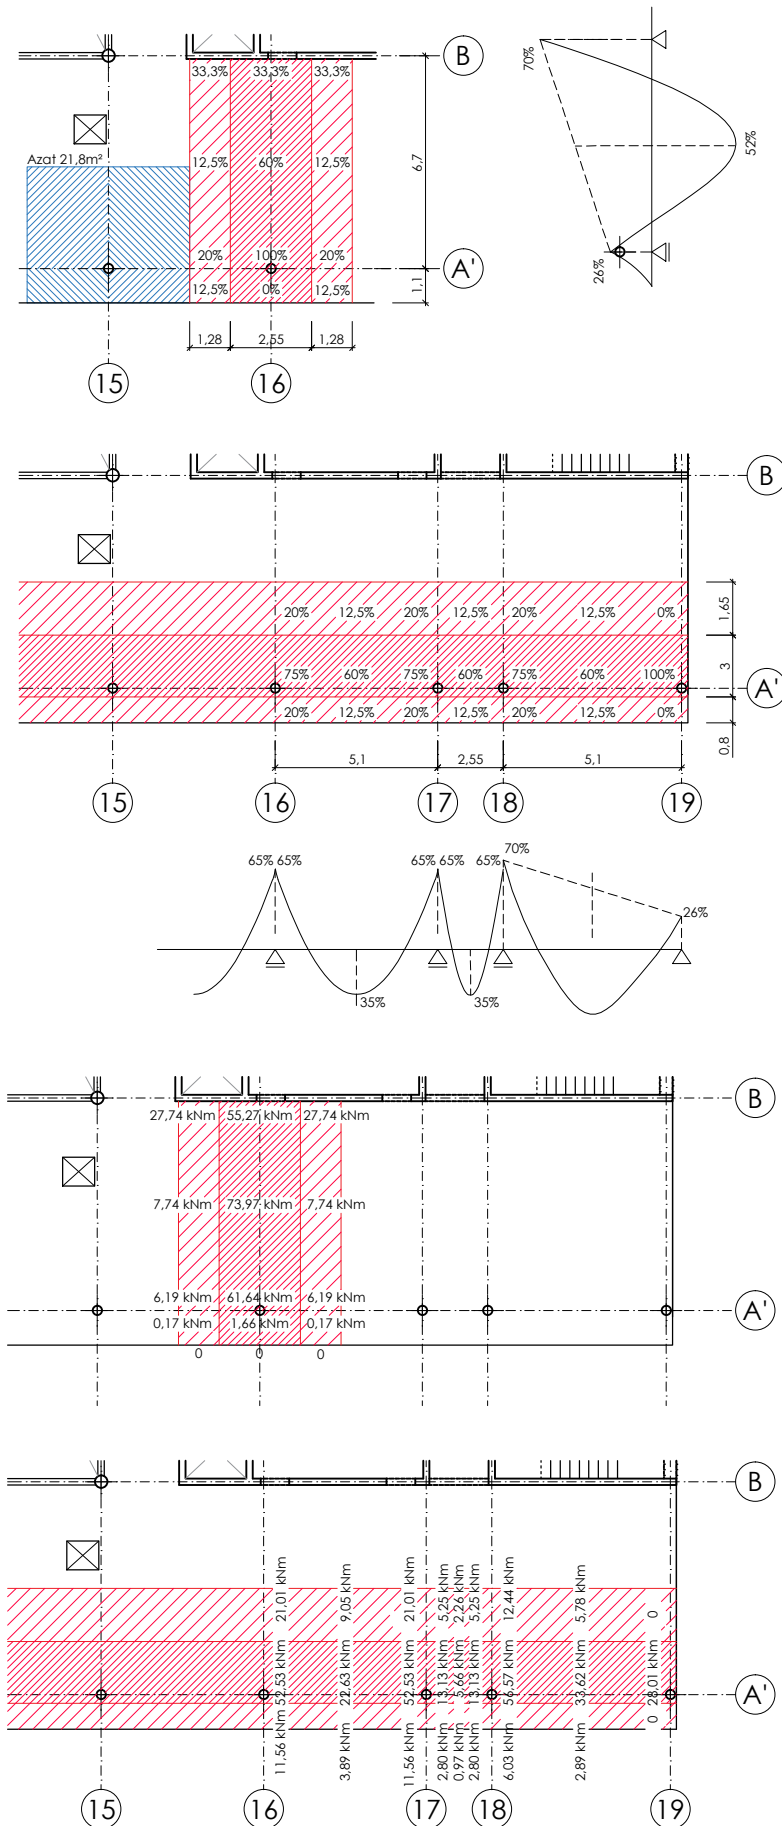 B
70%
33,3% 33,3% 33,3%
Azat 21,8m²
12,5% 60% 12,5%
6,7
52%
20% 100% 20%
A'
26%
12,5% 0% 12,5%
1,1
1,28 2,55 1,28
15 16
B
20% 12,5% 20% 12,5% 20% 12,5% 0%
1,65
75% 60% 75% 60% 75% 60% 100%
3
A'
20% 12,5% 20% 12,5% 20% 12,5% 0%
0,8
5,1 2,55 5,1
15 16 17 18 19
65% 65% 65% 65% 65% 70%
26%
35% 35%
B
27,74 kNm 55,27 kNm 27,74 kNm
7,74 kNm 73,97 kNm 7,74 kNm
6,19 kNm 61,64 kNm 6,19 kNm
A'
0,17 kNm 1,66 kNm 0,17 kNm
0 0 0
B
21,01 kNm 9,05 kNm 21,01 kNm 5,25 kNm 2,26 kNm 5,25 kNm 12,44 kNm 5,78 kNm 0
52,53 kNm 22,63 kNm 52,53 kNm 13,13 kNm 5,66 kNm 13,13 kNm 56,57 kNm 33,62 kNm 28,01 kNm
A'
11,56 kNm 3,89 kNm 11,56 kNm 2,80 kNm 0,97 kNm 2,80 kNm 6,03 kNm 2,89 kNm 0
15 16 17 18 19